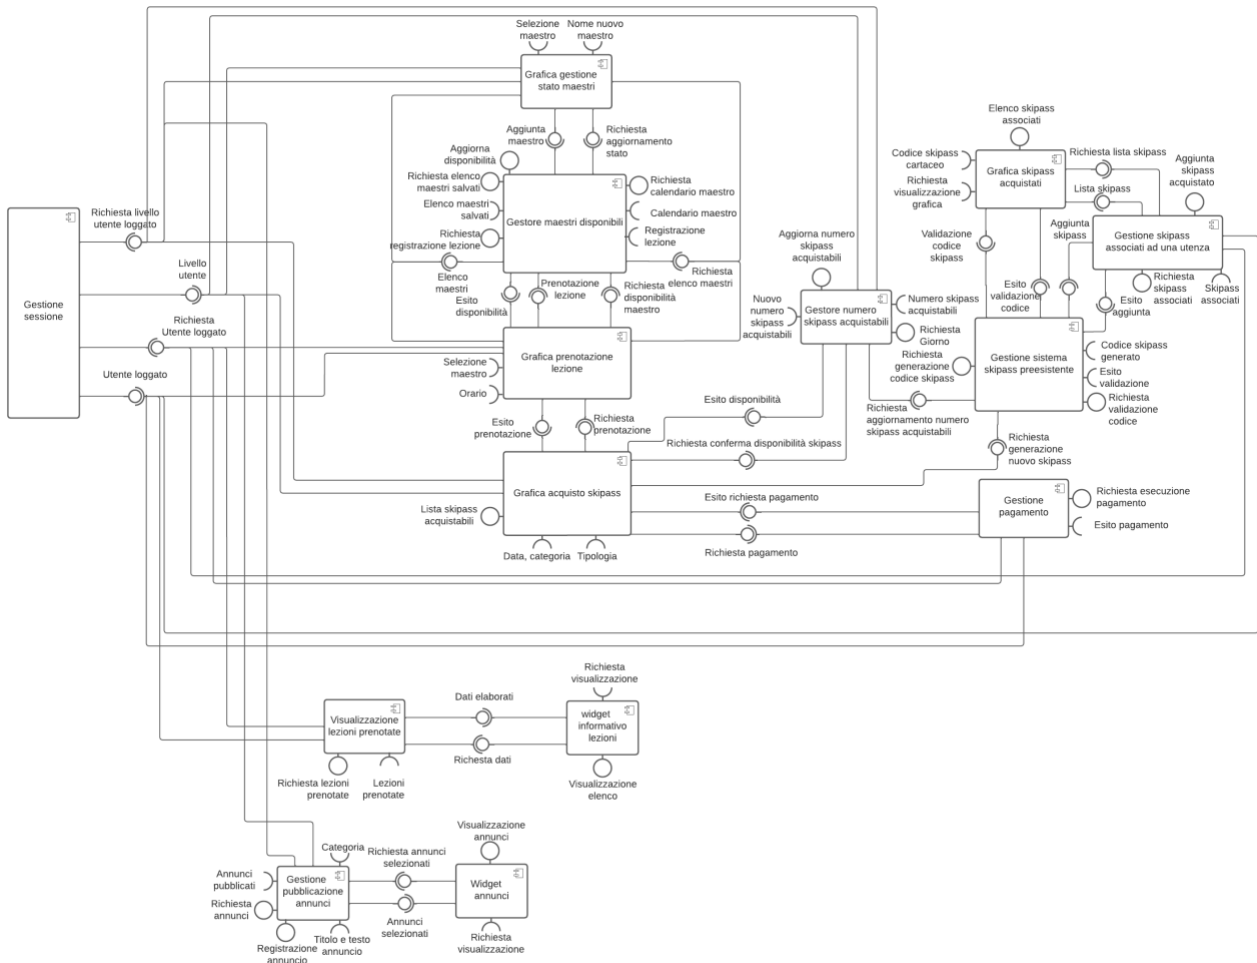 Selezione
maestro
Nome nuovo
maestro
Grafica gestione
stato maestri
Aggiunta
maestro
Richiesta
aggiornamento
stato
Aggiorna
disponibilità
Richiesta elenco
maestri salvati
Elenco maestri
salvati
Richiesta
registrazione lezione
Gestore maestri disponibili
Richiesta
calendario maestro
Calendario maestro
Registrazione
lezione
Elenco
maestri
Richiesta
elenco maestri
Esito
disponibilità
Prenotazione
lezione
Richiesta
disponibilità
maestro
Gestione
sessione
Richiesta livello
utente loggato
Livello
utente
Richiesta
Utente loggato
Utente loggato
Grafica prenotazione
lezione
Selezione
maestro
Orario
Esito
prenotazione
Richiesta
prenotazione
Grafica acquisto skipass
Lista skipass
acquistabili
Data, categoria
Tipologia
Esito disponibilità
Richiesta conferma disponibilità skipass
Esito richiesta pagamento
Richiesta pagamento
Aggiorna numero
skipass
acquistabili
Nuovo
numero
skipass
acquistabili
Gestore numero
skipass acquistabili
Numero skipass
acquistabili
Richiesta
Giorno
Richiesta
generazione
codice skipass
Richiesta
aggiornamento numero
skipass acquistabili
Elenco skipass
associati
Codice skipass
cartaceo
Richiesta
visualizzazione
grafica
Grafica skipass
acquistati
Richiesta lista skipass
Lista skipass
Aggiunta
skipass
acquistato
Validazione
codice
skipass
Aggiunta
skipass
Gestione skipass
associati ad una utenza
Esito
validazione
codice
Esito
aggiunta
Richiesta
skipass
associati
Skipass
associati
Gestione sistema
skipass preesistente
Codice skipass
generato
Esito
validazione
Richiesta
validazione
codice
Richiesta
generazione
nuovo skipass
Gestione
pagamento
Richiesta esecuzione
pagamento
Esito pagamento
Visualizzazione
lezioni prenotate
Richiesta lezioni
prenotate
Lezioni
prenotate
Dati elaborati
Richesta dati
Richiesta
visualizzazione
widget
informativo
lezioni
Visualizzazione
elenco
Categoria
Annunci
pubblicati
Richiesta
annunci
Gestione
pubblicazione
annunci
Registrazione
annuncio
Titolo e testo
annuncio
Richiesta annunci
selezionati
Annunci
selezionati
Visualizzazione
annunci
Widget
annunci
Richiesta
visualizzazione